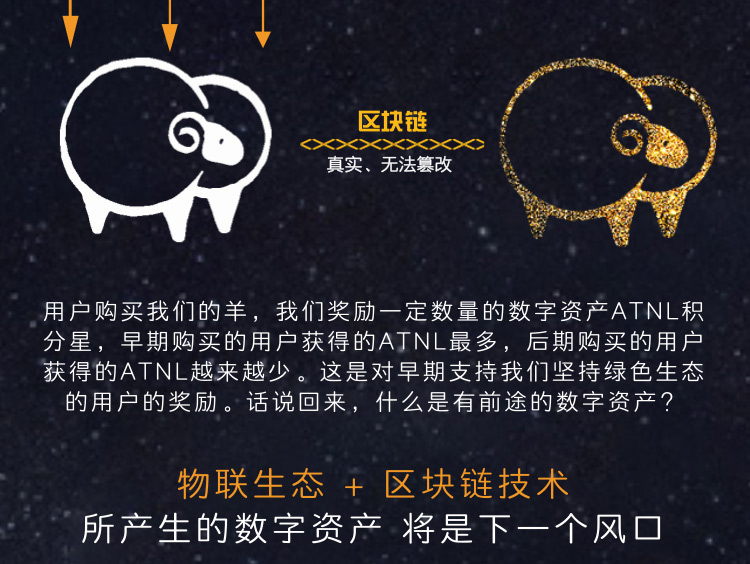 区块链
真实、无法篡改
用户购买我们的羊，我们奖励一定数量的数字资产ATNL积
分星，早期购买的用户获得的ATNL最多，后期购买的用户
获得的ATNL越来越少。这是对早期支持我们坚持绿色生态
的用户的奖励。话说回来，什么是有前途的数字资产？
物联生态 + 区块链技术
所产生的数字资产 将是下一个风口